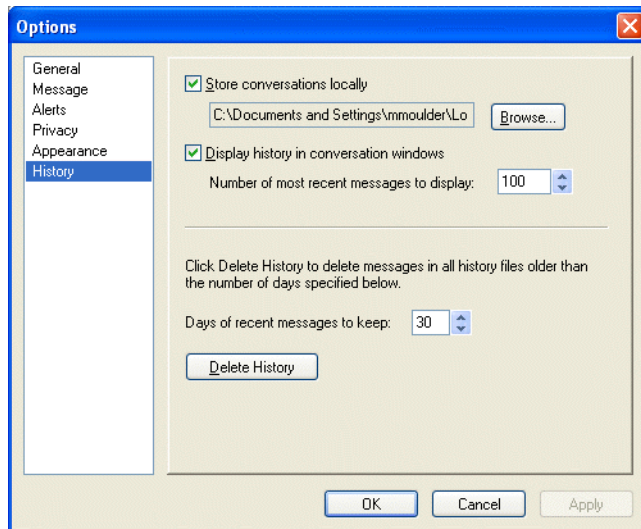 Options
General
Message
Alerts
Privacy
Appearance
History
Store conversations locally
C:\Documents and Settings\mmoulder\Lo
Browse...
Display history in conversation windows
Number of most recent messages to display: 100
Click Delete History to delete messages in all history files older than
the number of days specified below.
Days of recent messages to keep: 30
Delete History
OK Cancel Apply